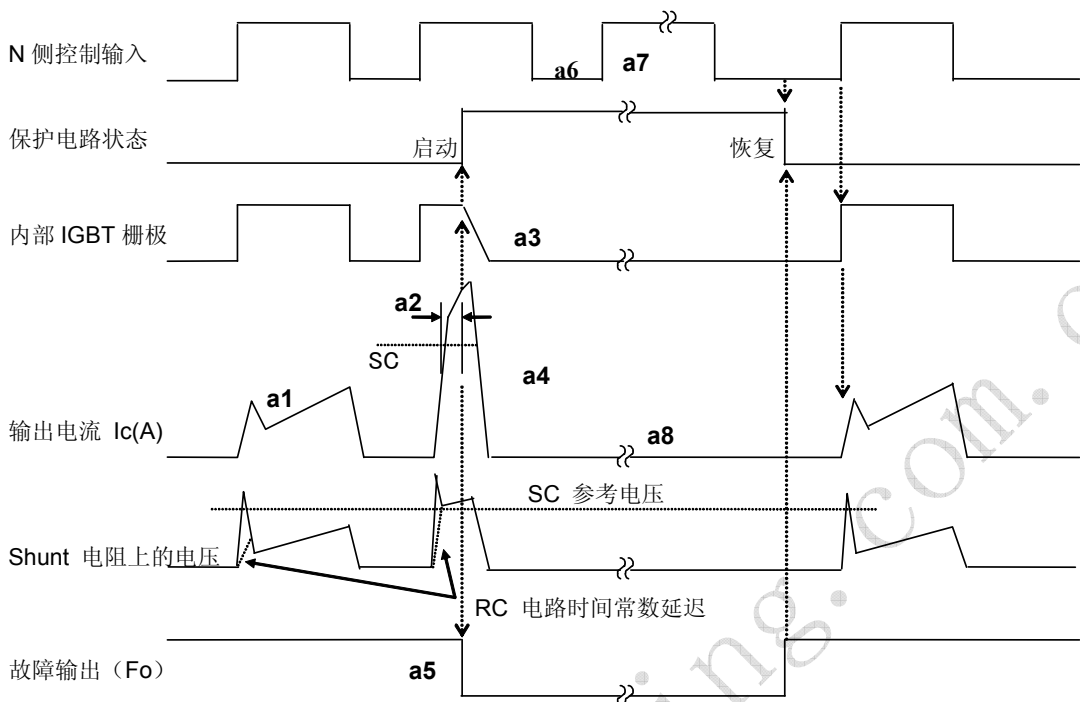 N 侧控制输入
a6
a7
保护电路状态
启动
恢复
内部 IGBT 栅极
a3
a2
SC
a4
a1
输出电流 Ic(A)
a8
SC 参考电压
Shunt 电阻上的电压
RC 电路时间常数延迟
故障输出（Fo）
a5
ing.com.